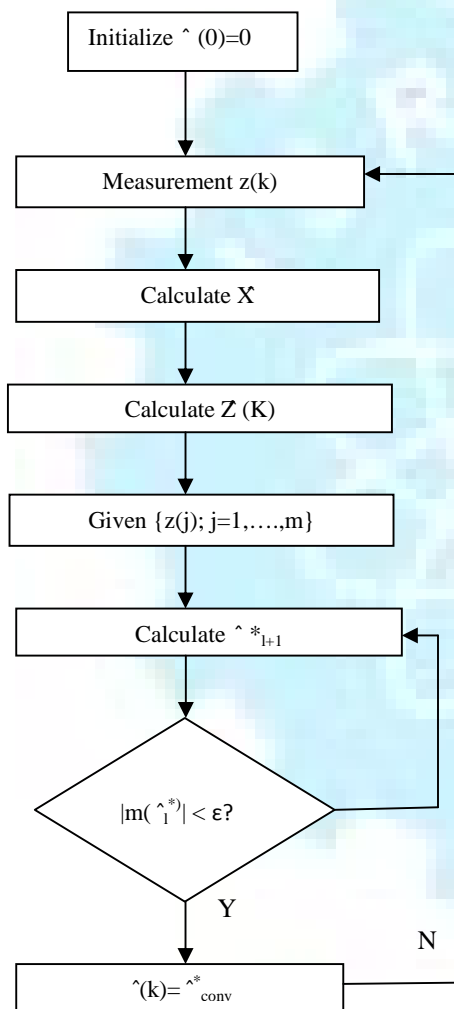 Initialize ˆ (0)=0
Measurement z(k)
Calculate X̂
Calculate Ẑ (K)
Given {z(j); j=1,….,m}
Calculate ˆ *l+1
|m( ˆl*)| < ε?
Y
N
ˆ(k)= ˆ*conv